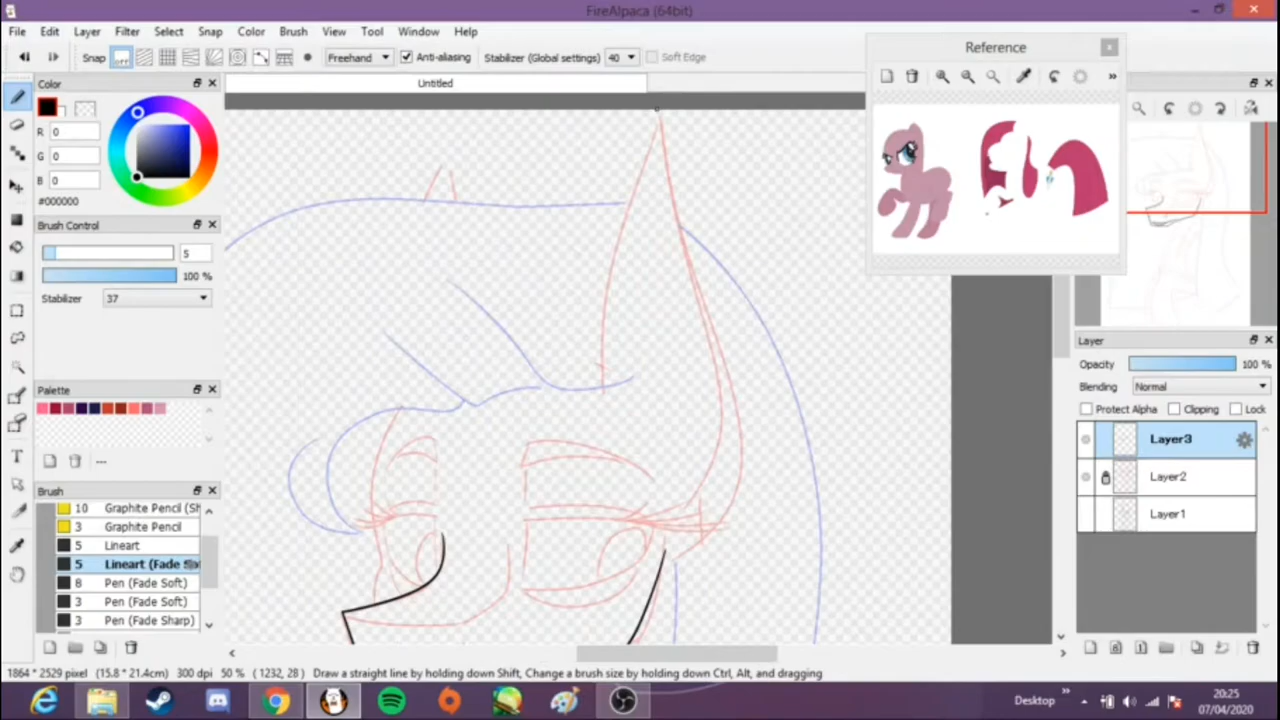 FireAlpaca (64bit)
File Edit Layer Filter Select Snap Color Brush View Tool Window Help
Snap Freehand Anti-aliasing Stabilizer (Global settings) 40 Soft Edge
Reference
Color
Untitled
R 0
G 0
B 0
#000000
Brush Control
5
100 %
Stabilizer 37
Layer
Opacity 100 %
Blending Normal
Protect Alpha Clipping Lock
Palette
Layer3
Layer2
Layer1
Brush
10 Graphite Pencil (Sh
3 Graphite Pencil
5 Lineart
5 Lineart (Fade
8 Pen (Fade Soft)
3 Pen (Fade Soft)
3 Pen (Fade Sharp)
1864 * 2529 pixel (15.8 * 21.4cm) 300 dpi 50 % ( 1232, 28 ) Draw a straight line by holding down Shift, Change a brush size by holding down Ctrl, Alt, and dragging
Desktop
20:25
07/04/2020